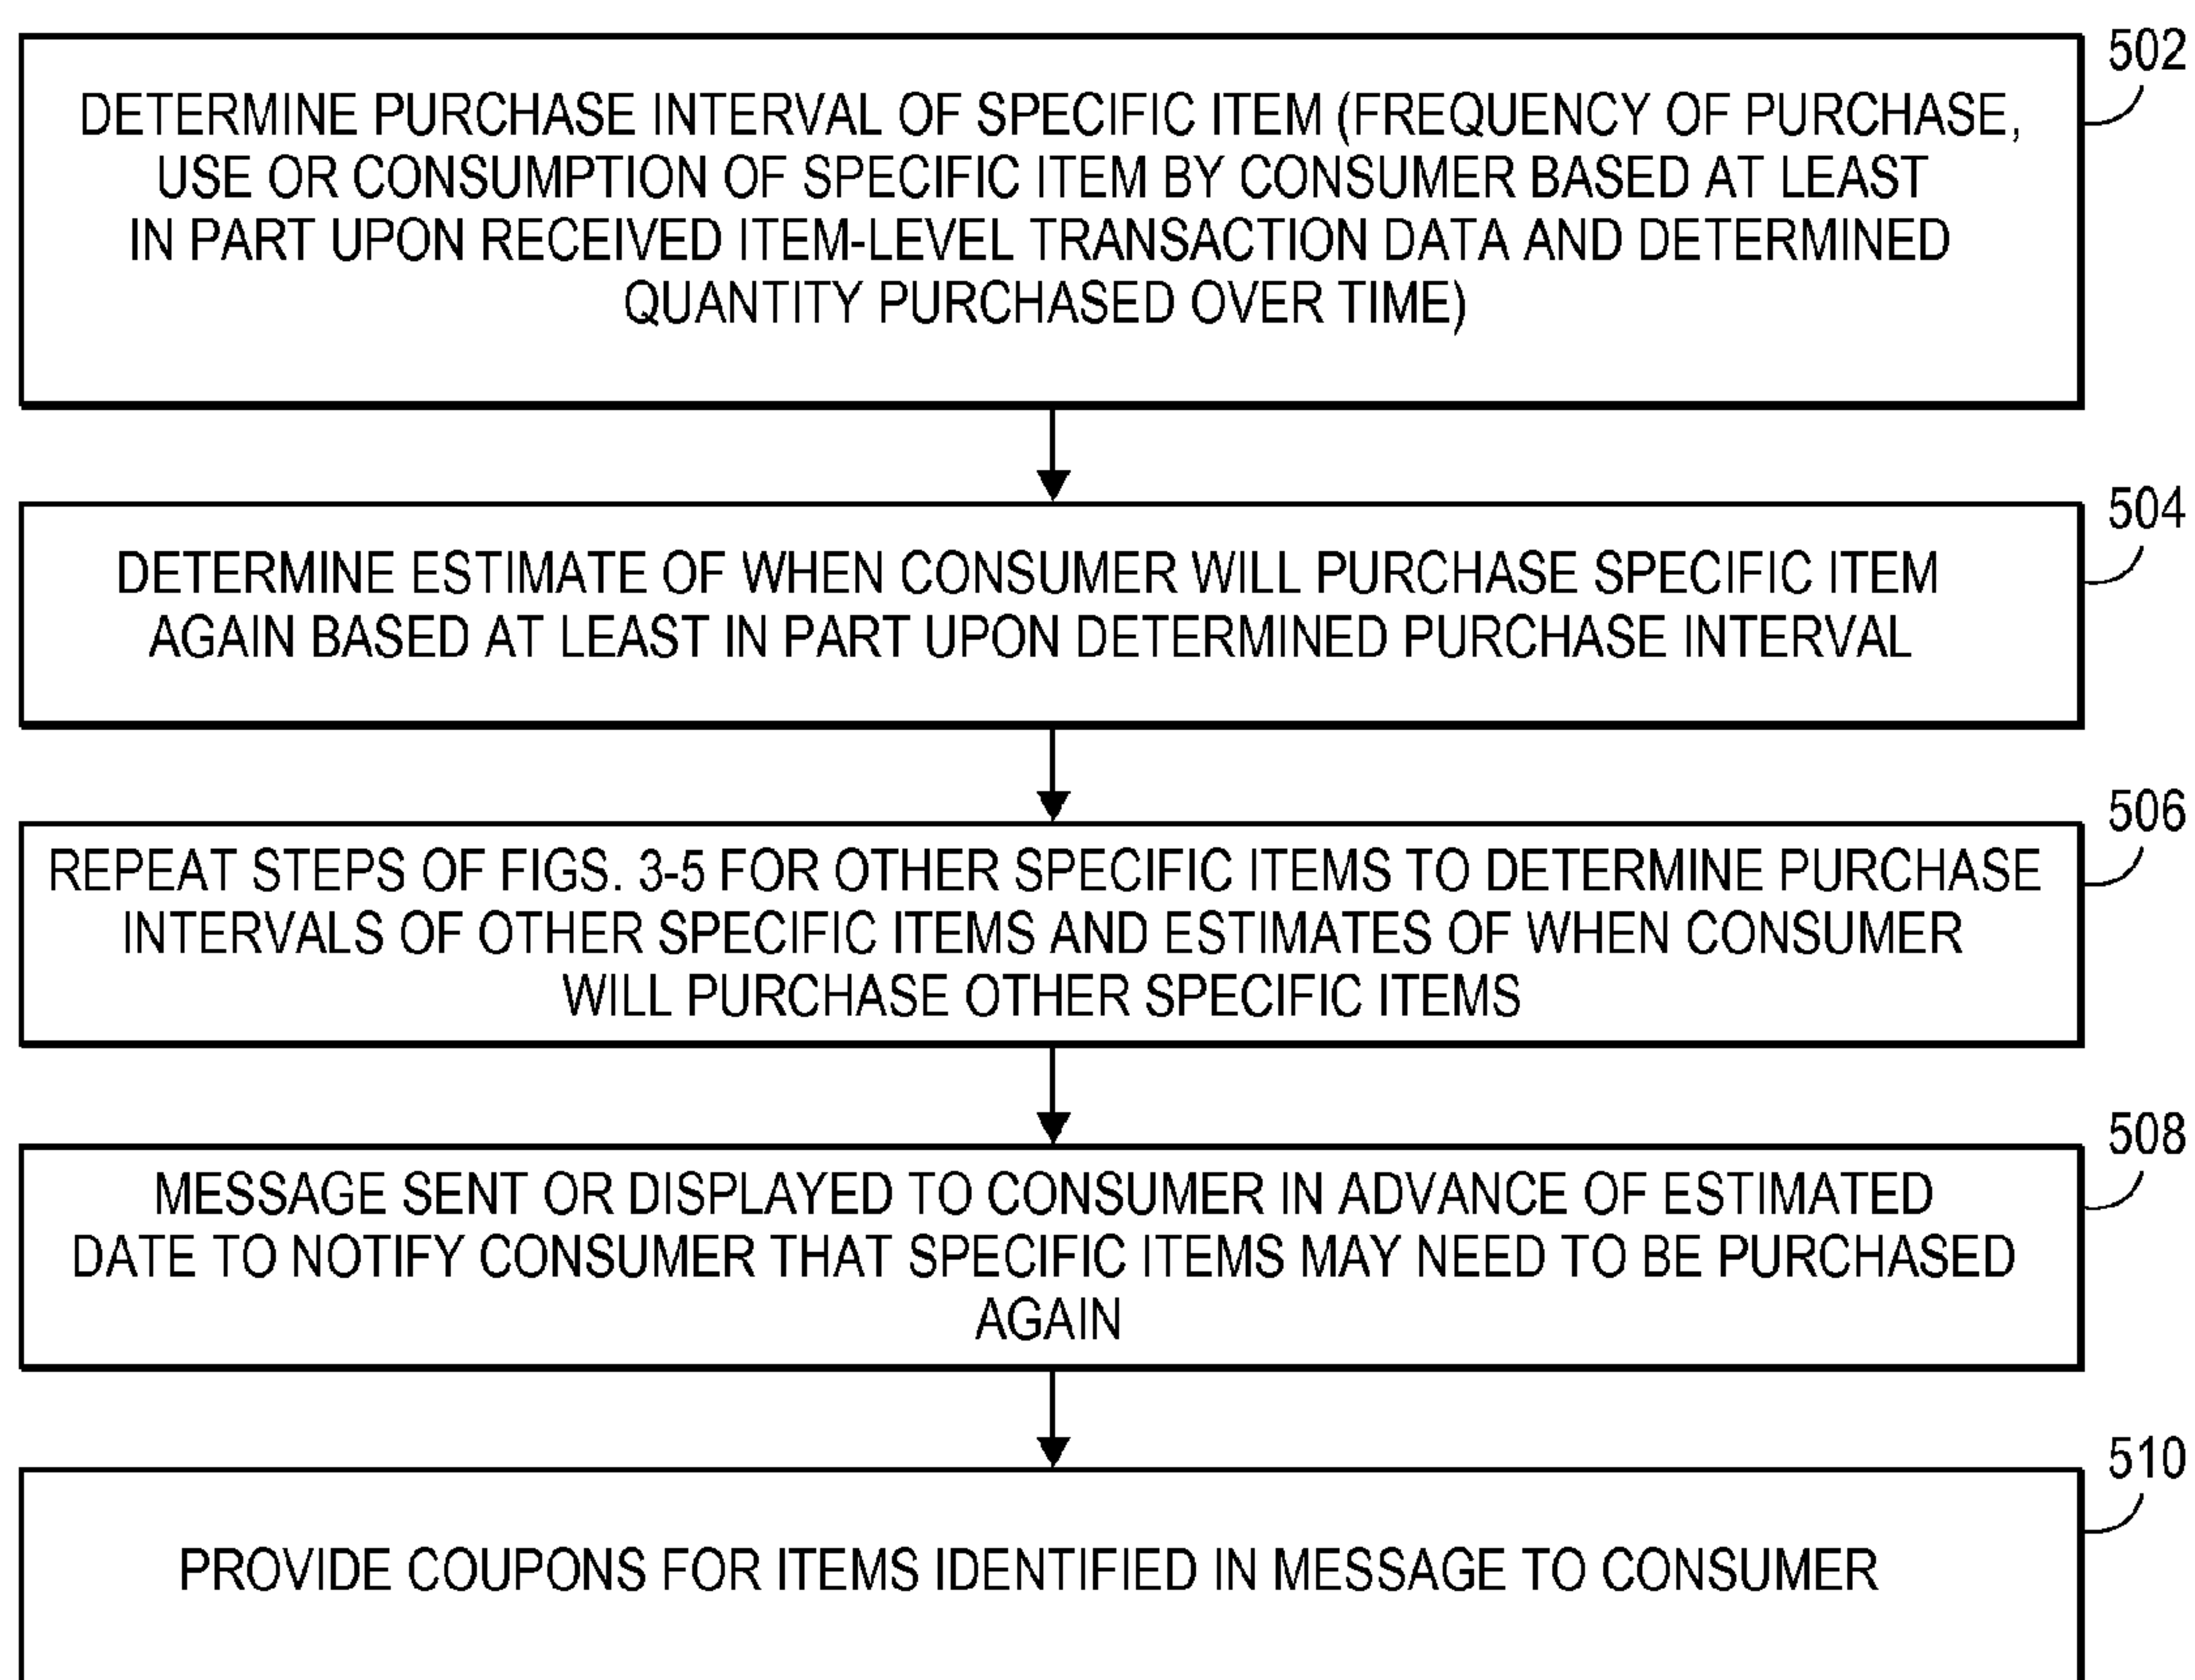 502
DETERMINE PURCHASE INTERVAL OF SPECIFIC ITEM (FREQUENCY OF PURCHASE,
USE OR CONSUMPTION OF SPECIFIC ITEM BY CONSUMER BASED AT LEAST
IN PART UPON RECEIVED ITEM-LEVEL TRANSACTION DATA AND DETERMINED
QUANTITY PURCHASED OVER TIME)
504
DETERMINE ESTIMATE OF WHEN CONSUMER WILL PURCHASE SPECIFIC ITEM
AGAIN BASED AT LEAST IN PART UPON DETERMINED PURCHASE INTERVAL
506
REPEAT STEPS OF FIGS. 3-5 FOR OTHER SPECIFIC ITEMS TO DETERMINE PURCHASE
INTERVALS OF OTHER SPECIFIC ITEMS AND ESTIMATES OF WHEN CONSUMER
WILL PURCHASE OTHER SPECIFIC ITEMS
508
MESSAGE SENT OR DISPLAYED TO CONSUMER IN ADVANCE OF ESTIMATED
DATE TO NOTIFY CONSUMER THAT SPECIFIC ITEMS MAY NEED TO BE PURCHASED
AGAIN
510
PROVIDE COUPONS FOR ITEMS IDENTIFIED IN MESSAGE TO CONSUMER